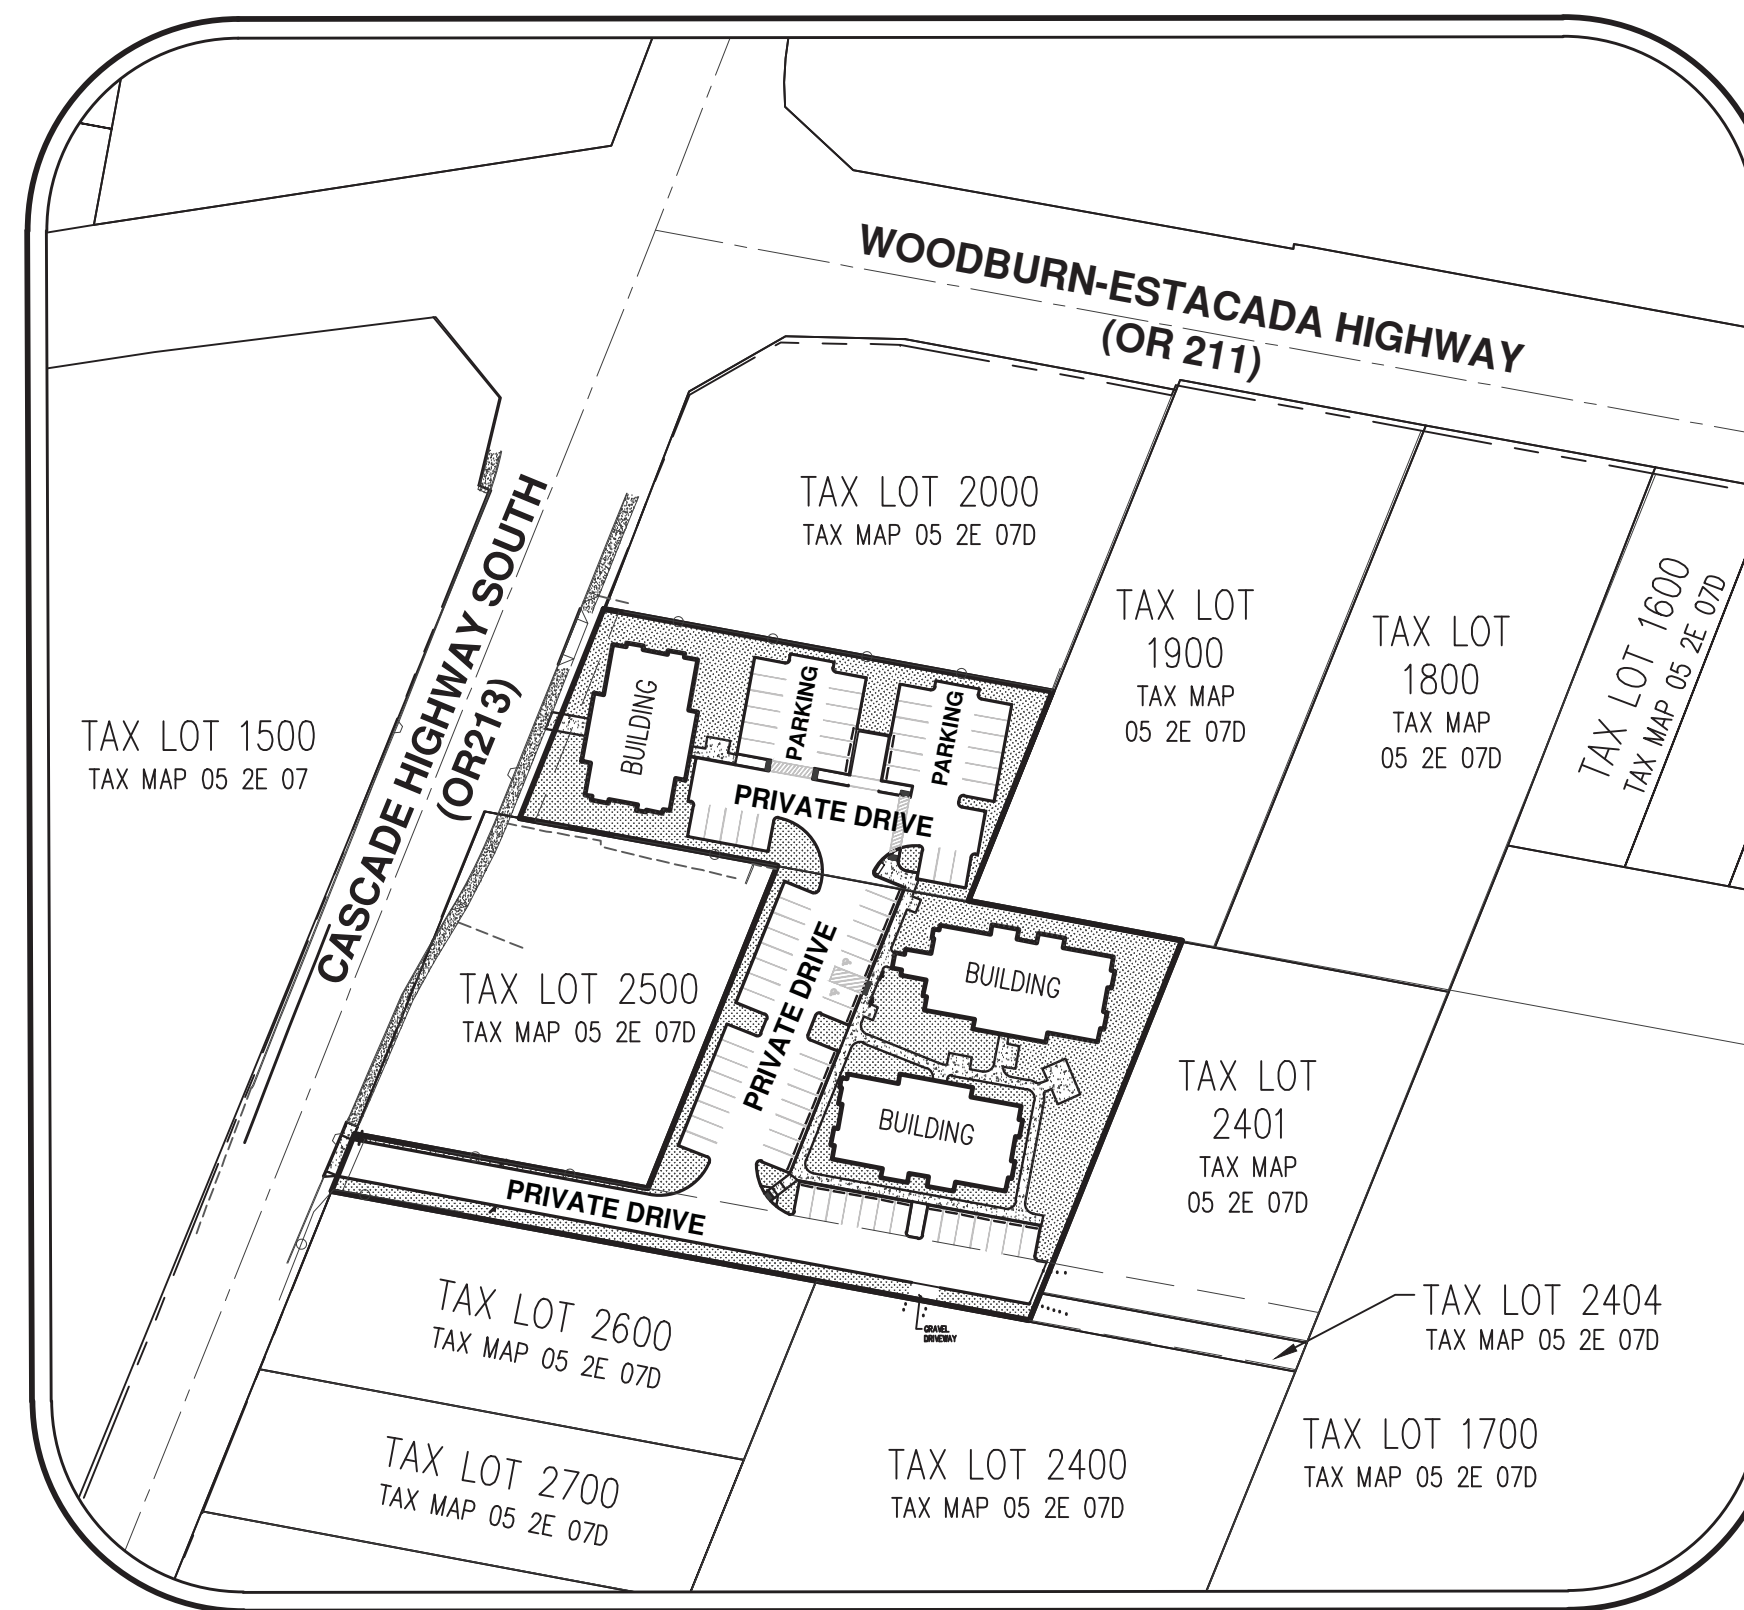 WOODBURN-ESTACADA HIGHWAY
(OR 211)
CASCADE HIGHWAY SOUTH
(OR213)
TAX LOT 2000
TAX MAP 05 2E 07D
TAX LOT
1900
TAX MAP
05 2E 07D
TAX LOT
1800
TAX MAP
05 2E 07D
TAX LOT 1600
TAX MAP 05 2E 07D
TAX LOT 1500
TAX MAP 05 2E 07
BUILDING
PARKING
PARKING
PRIVATE DRIVE
TAX LOT 2500
TAX MAP 05 2E 07D
PRIVATE DRIVE
BUILDING
BUILDING
TAX LOT
2401
TAX MAP
05 2E 07D
PRIVATE DRIVE
TAX LOT 2600
TAX MAP 05 2E 07D
GRAVEL
DRIVEWAY
TAX LOT 2404
TAX MAP 05 2E 07D
TAX LOT 2700
TAX MAP 05 2E 07D
TAX LOT 2400
TAX MAP 05 2E 07D
TAX LOT 1700
TAX MAP 05 2E 07D